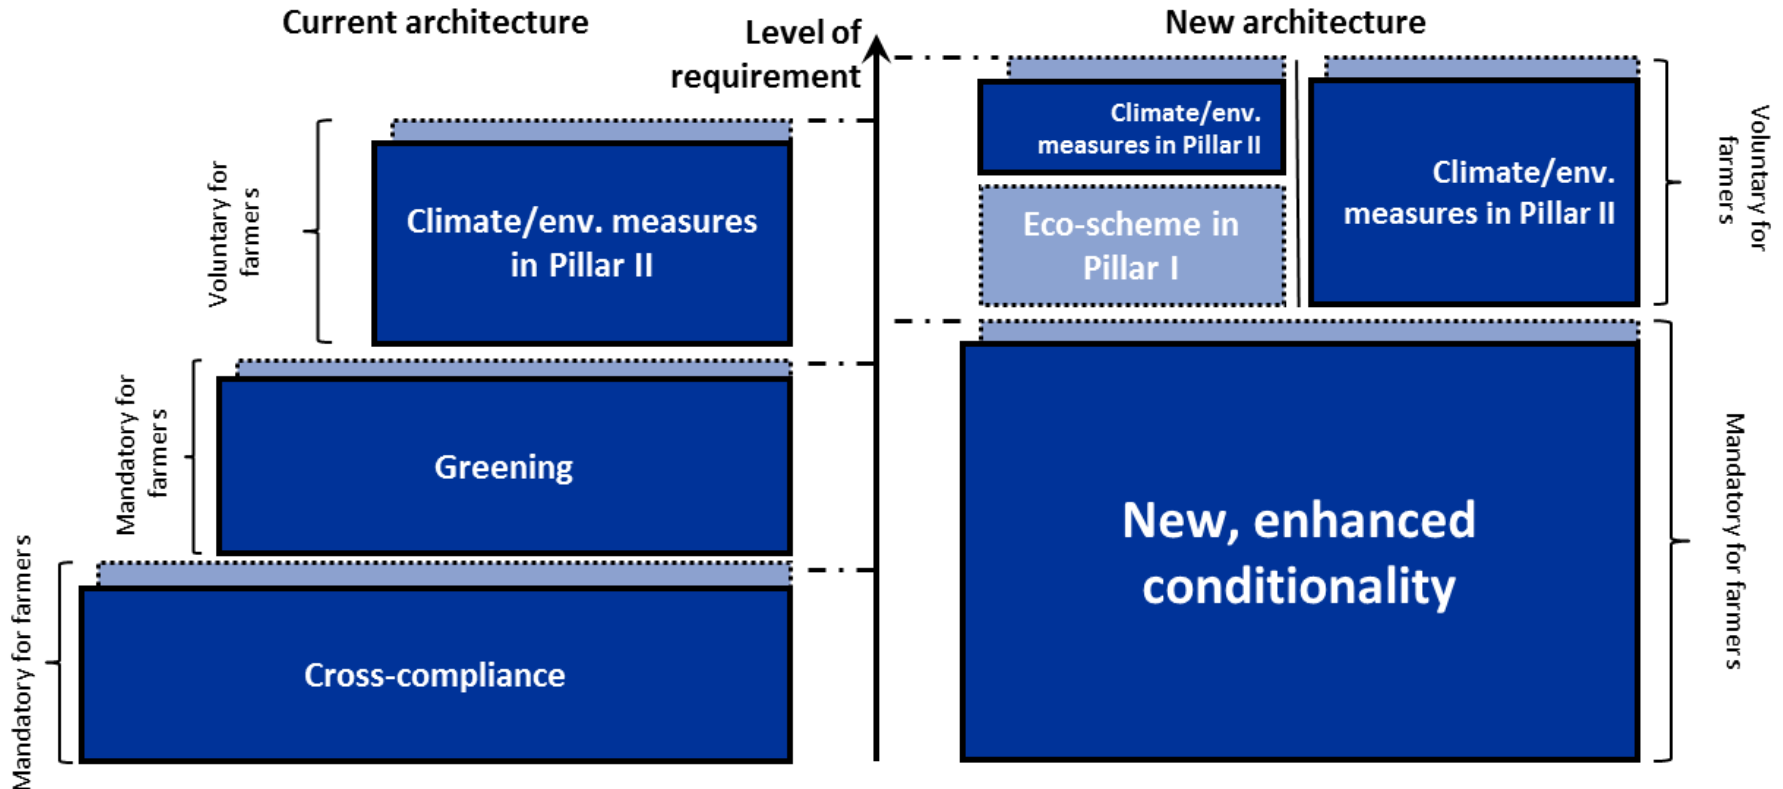 Current architecture
Level of
requirement
New architecture
Voluntary for
farmers
Climate/env. measures
in Pillar II
Mandatory for
farmers
Greening
Mandatory for farmers
Cross-compliance
Climate/env.
measures in Pillar II
Eco-scheme in
Pillar I
Climate/env.
measures in Pillar II
Voluntary for
farmers
New, enhanced
conditionality
Mandatory for farmers